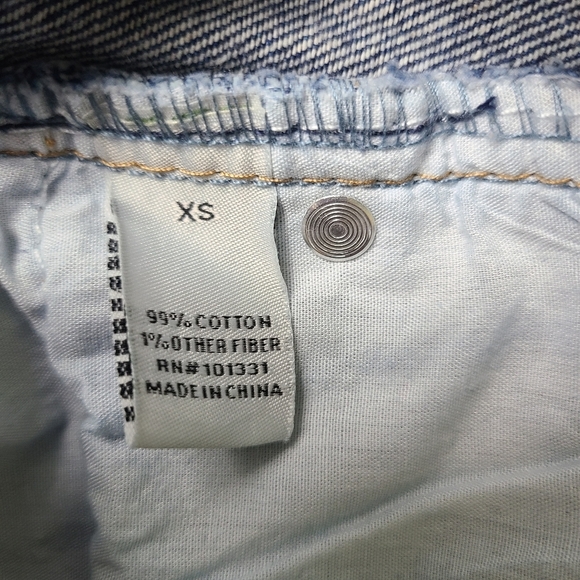 XS
99% COTTON
1% OTHER FIBER
RN# 101331
MADE IN CHINA